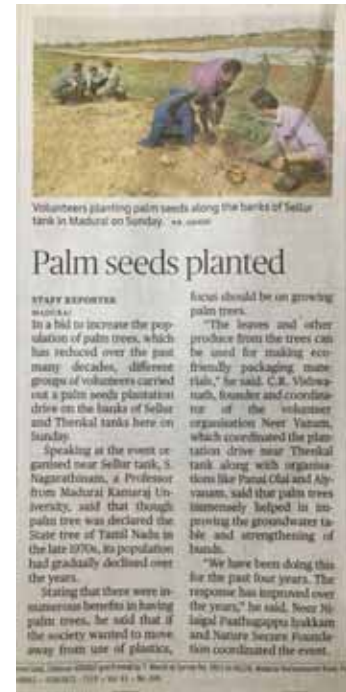 Volunteers planting palm seeds along the banks of Sellur
tank in Madurai on Sunday.
Palm seeds planted
STAFF REPORTER
MADURAI
In a bid to increase the pop-
ulation of palm trees, which
has reduced over the past
many decades, different
groups of volunteers carried
out a palm seeds plantation
drive on the banks of Sellur
and Thenkal tanks here on
Sunday.
Speaking at the event or-
ganised near Sellur tank, S.
Nagarathinam, a Professor
from Madurai Kamaraj Un-
iversity, said that though
palm tree was declared the
State tree of Tamil Nadu in
the late 1970s, its population
had gradually declined over
the years.
Stating that there were in-
numerous benefits in having
palm trees, he said that if
the society wanted to move
away from use of plastics,
focus should be on growing
palm trees.
"The leaves and other
produce from the trees can
be used for making eco-
friendly packaging mate-
rials," he said. C.R. Vishwa-
nath, founder and coordina-
tor of the volunteer
organisation Neer Vanam,
which coordinated the plan-
tation drive near Thenkal
tank along with organisa-
tions like Panai Olai and
vanam, said that palm trees
immensely helped in im-
proving the groundwater ta-
ble and strengthening of
bunds.
"We have been doing this
for the past four years. The
response has improved over
the years," he said. Near
Paathugappu Iyakkam
and Nature Secure Founda-
tion coordinated the event.